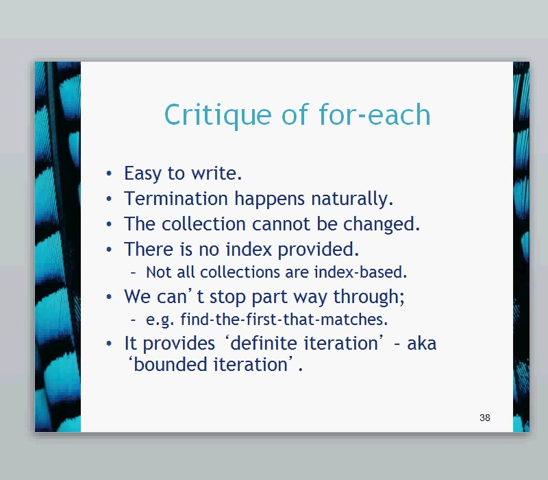 Critique of for-each
• Easy to write.
• Termination happens naturally.
• The collection cannot be changed.
• There is no index provided.
– Not all collections are index-based.
• We can’t stop part way through;
– e.g. find-the-first-that-matches.
• It provides ‘definite iteration’ – aka
‘bounded iteration’.
38